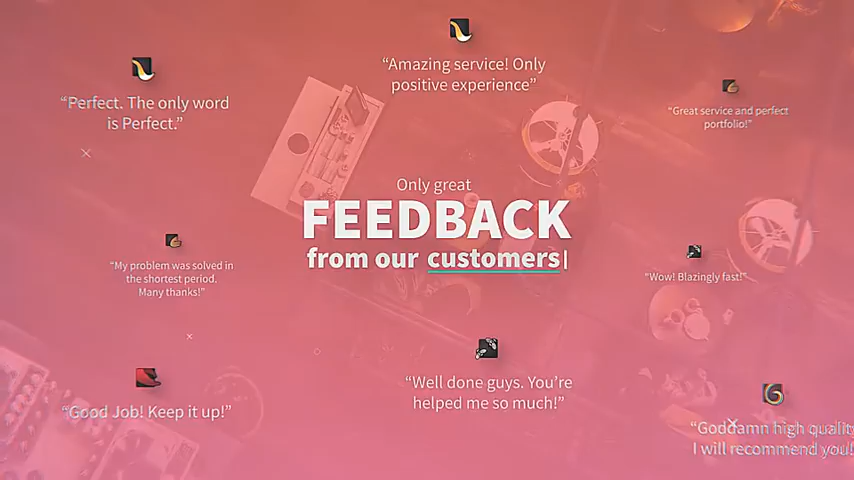 “Amazing service! Only
positive experience”
“Perfect. The only word
is Perfect.”
“Great service and perfect
portfolio!”
Only great
FEEDBACK
from our customers
“My problem was solved in
the shortest period.
Many thanks!”
“Wow! Blazingly fast!”
“Well done guys. You’re
helped me so much!”
“Good Job! Keep it up!”
“Goddamn high quality
I will recommend you!